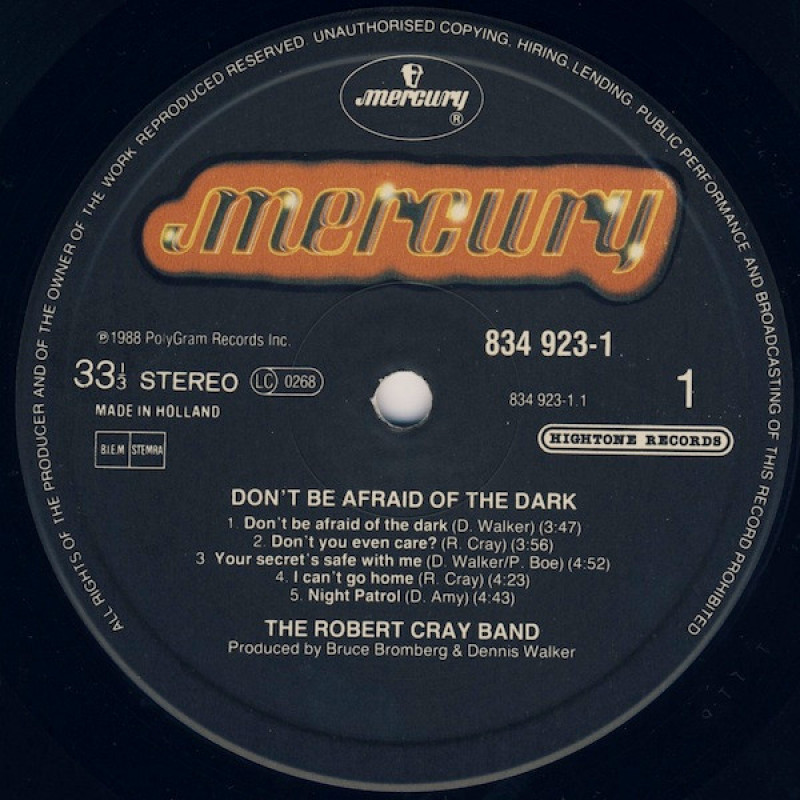 ALL RIGHTS OF THE PRODUCER AND OF THE OWNER OF THE WORK REPRODUCED RESERVED. UNAUTHORISED COPYING, HIRING, LENDING, PUBLIC PERFORMANCE AND BROADCASTING OF THIS RECORD PROHIBITED
mercury®
mercury
℗1988 PolyGram Records Inc.
834 923-1
33⅓ STEREO LC 0268
834 923-1.1
1
MADE IN HOLLAND
B.I.E.M STEMRA
HIGHTONE RECORDS
DON'T BE AFRAID OF THE DARK
1. Don't be afraid of the dark (D. Walker) (3:47)
2. Don't you even care? (R. Cray) (3:56)
3 Your secret's safe with me (D. Walker/P. Boe) (4:52)
4. I can't go home (R. Cray) (4:23)
5. Night Patrol (D. Amy) (4:43)
THE ROBERT CRAY BAND
Produced by Bruce Bromberg & Dennis Walker